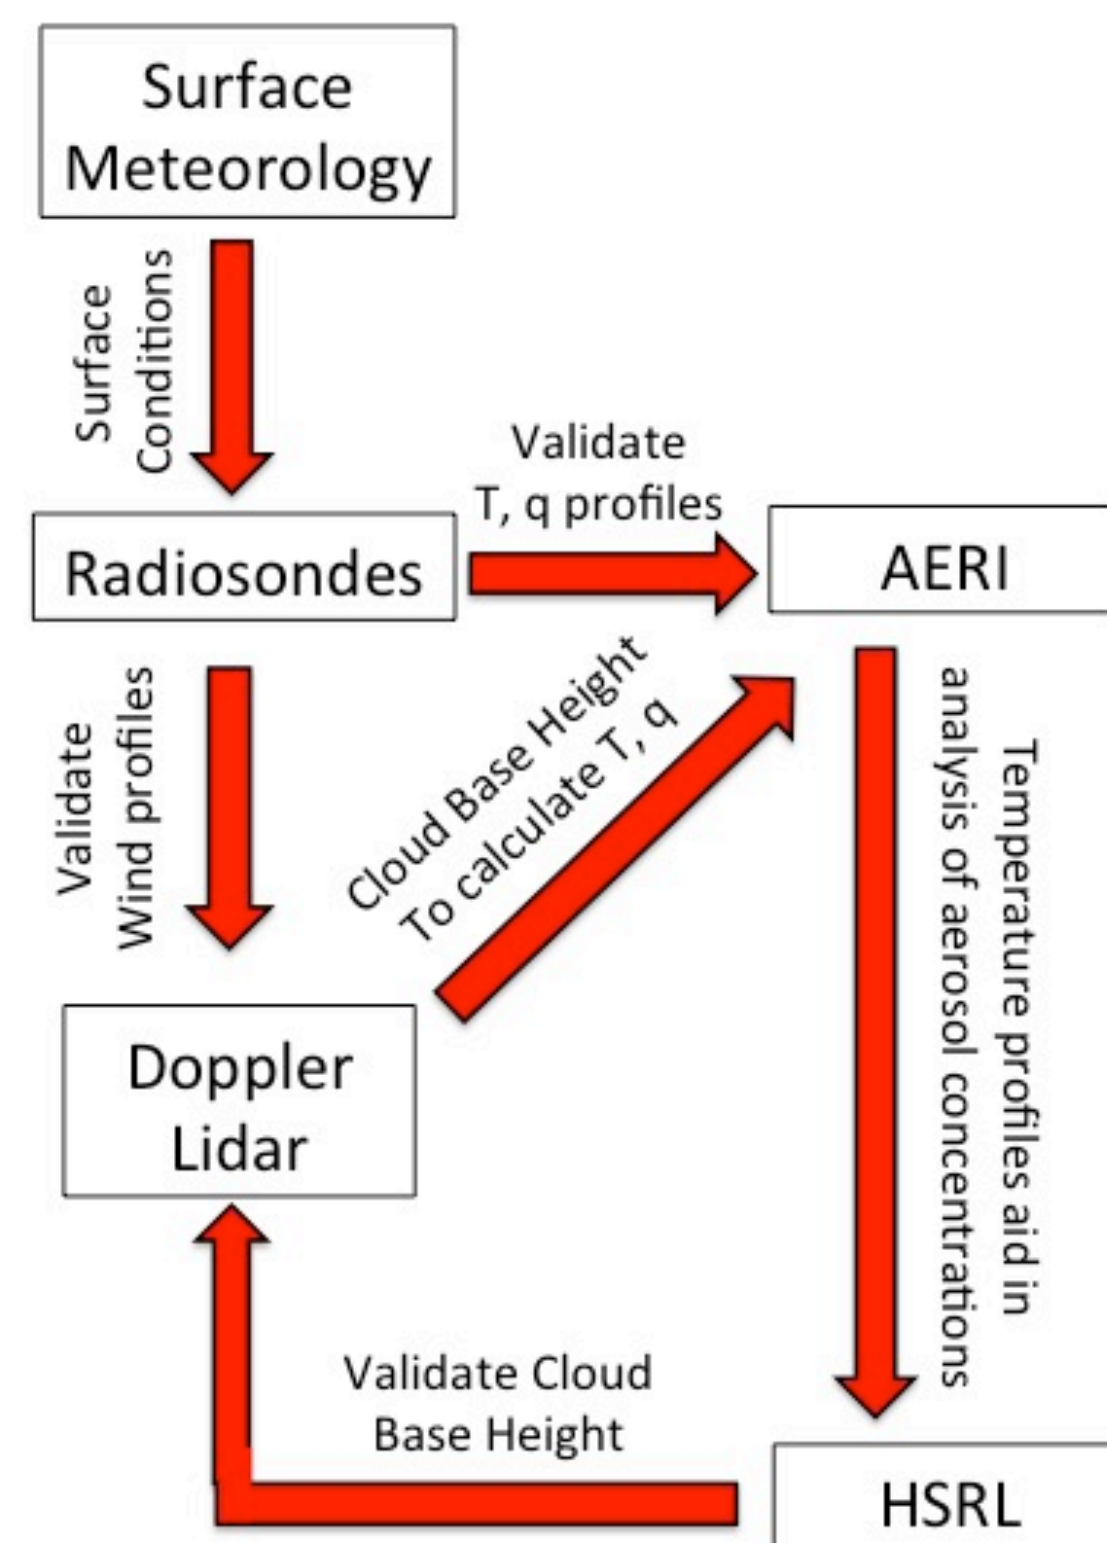 Surface
Meteorology
Surface
Conditions
Validate
T, q profiles
Radiosondes
AERI
Validate
Wind profiles
Cloud Base Height
To calculate T, q
Temperature profiles aid in
analysis of aerosol concentrations
Doppler
Lidar
Validate Cloud
Base Height
HSRL